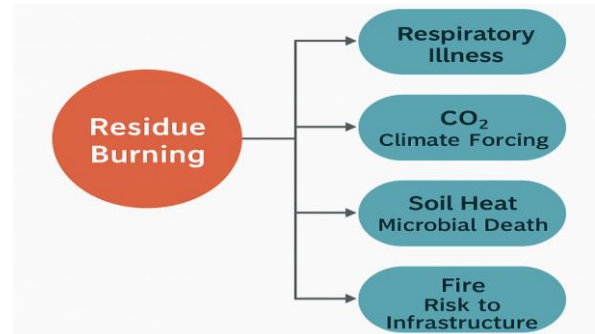 Residue
Burning
Respiratory
Illness
CO₂
Climate Forcing
Soil Heat
Microbial Death
Fire
Risk to
Infrastructure